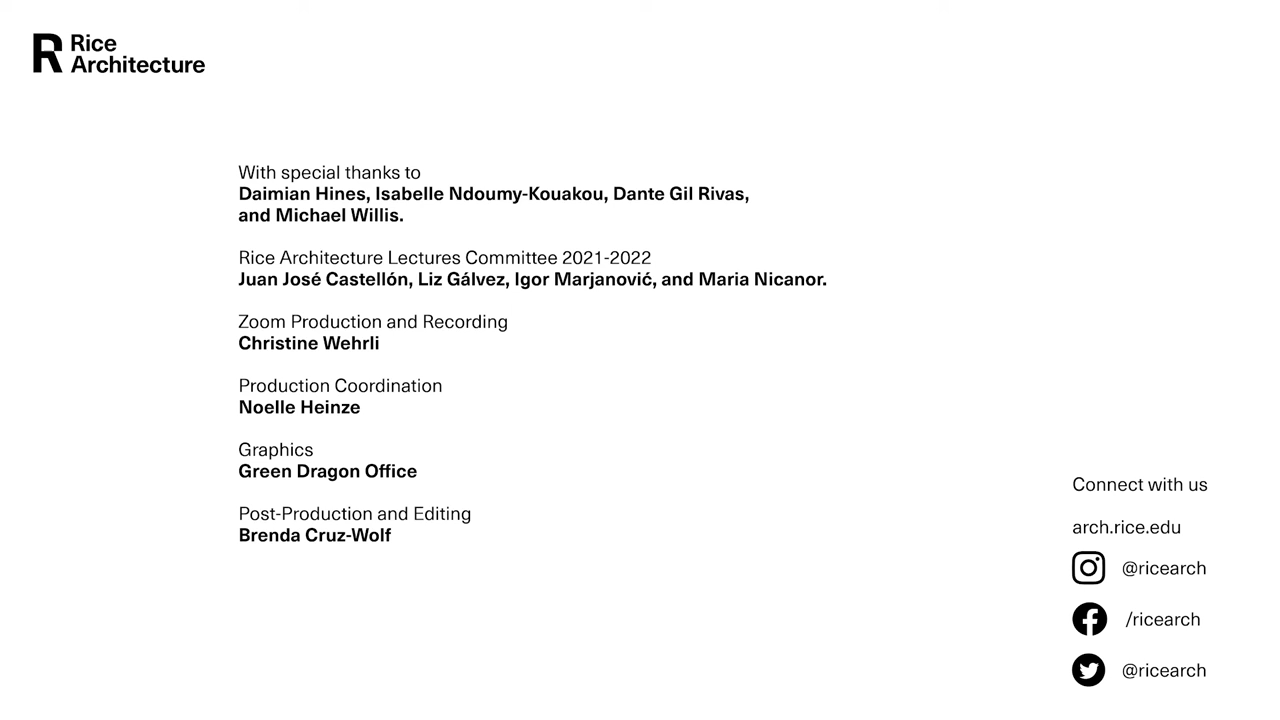 R Rice
Architecture
With special thanks to
Daimian Hines, Isabelle Ndoumy-Kouakou, Dante Gil Rivas,
and Michael Willis.
Rice Architecture Lectures Committee 2021-2022
Juan José Castellón, Liz Gálvez, Igor Marjanović, and Maria Nicanor.
Zoom Production and Recording
Christine Wehrli
Production Coordination
Noelle Heinze
Graphics
Green Dragon Office
Post-Production and Editing
Brenda Cruz-Wolf
Connect with us
arch.rice.edu
@ricearch
/ricearch
@ricearch